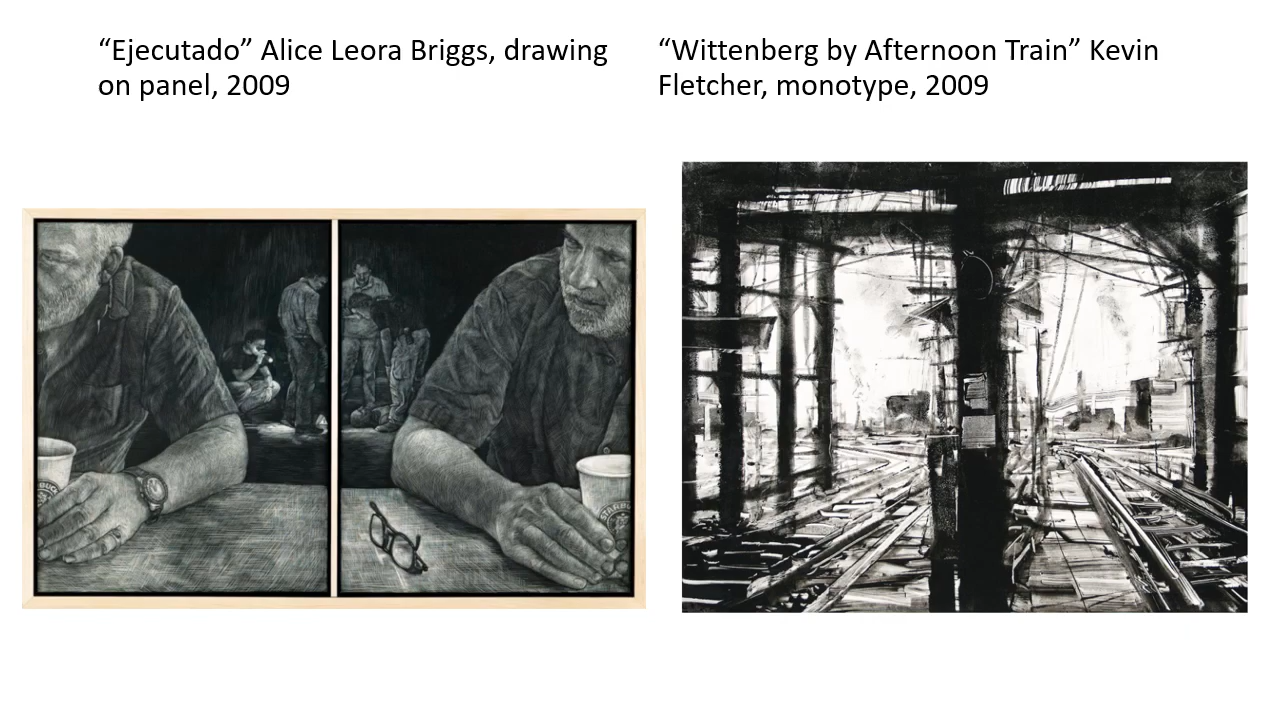 “Ejecutado” Alice Leora Briggs, drawing
on panel, 2009
“Wittenberg by Afternoon Train” Kevin
Fletcher, monotype, 2009